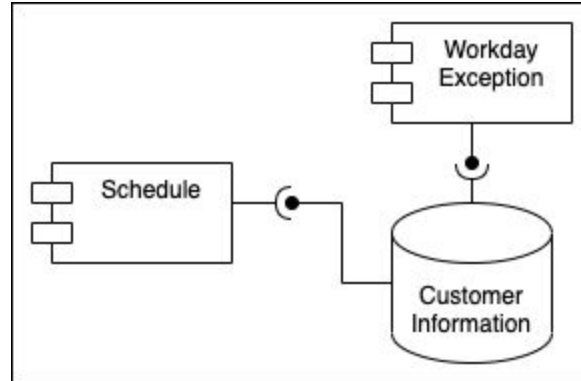 Workday
Exception
Schedule
Customer
Information